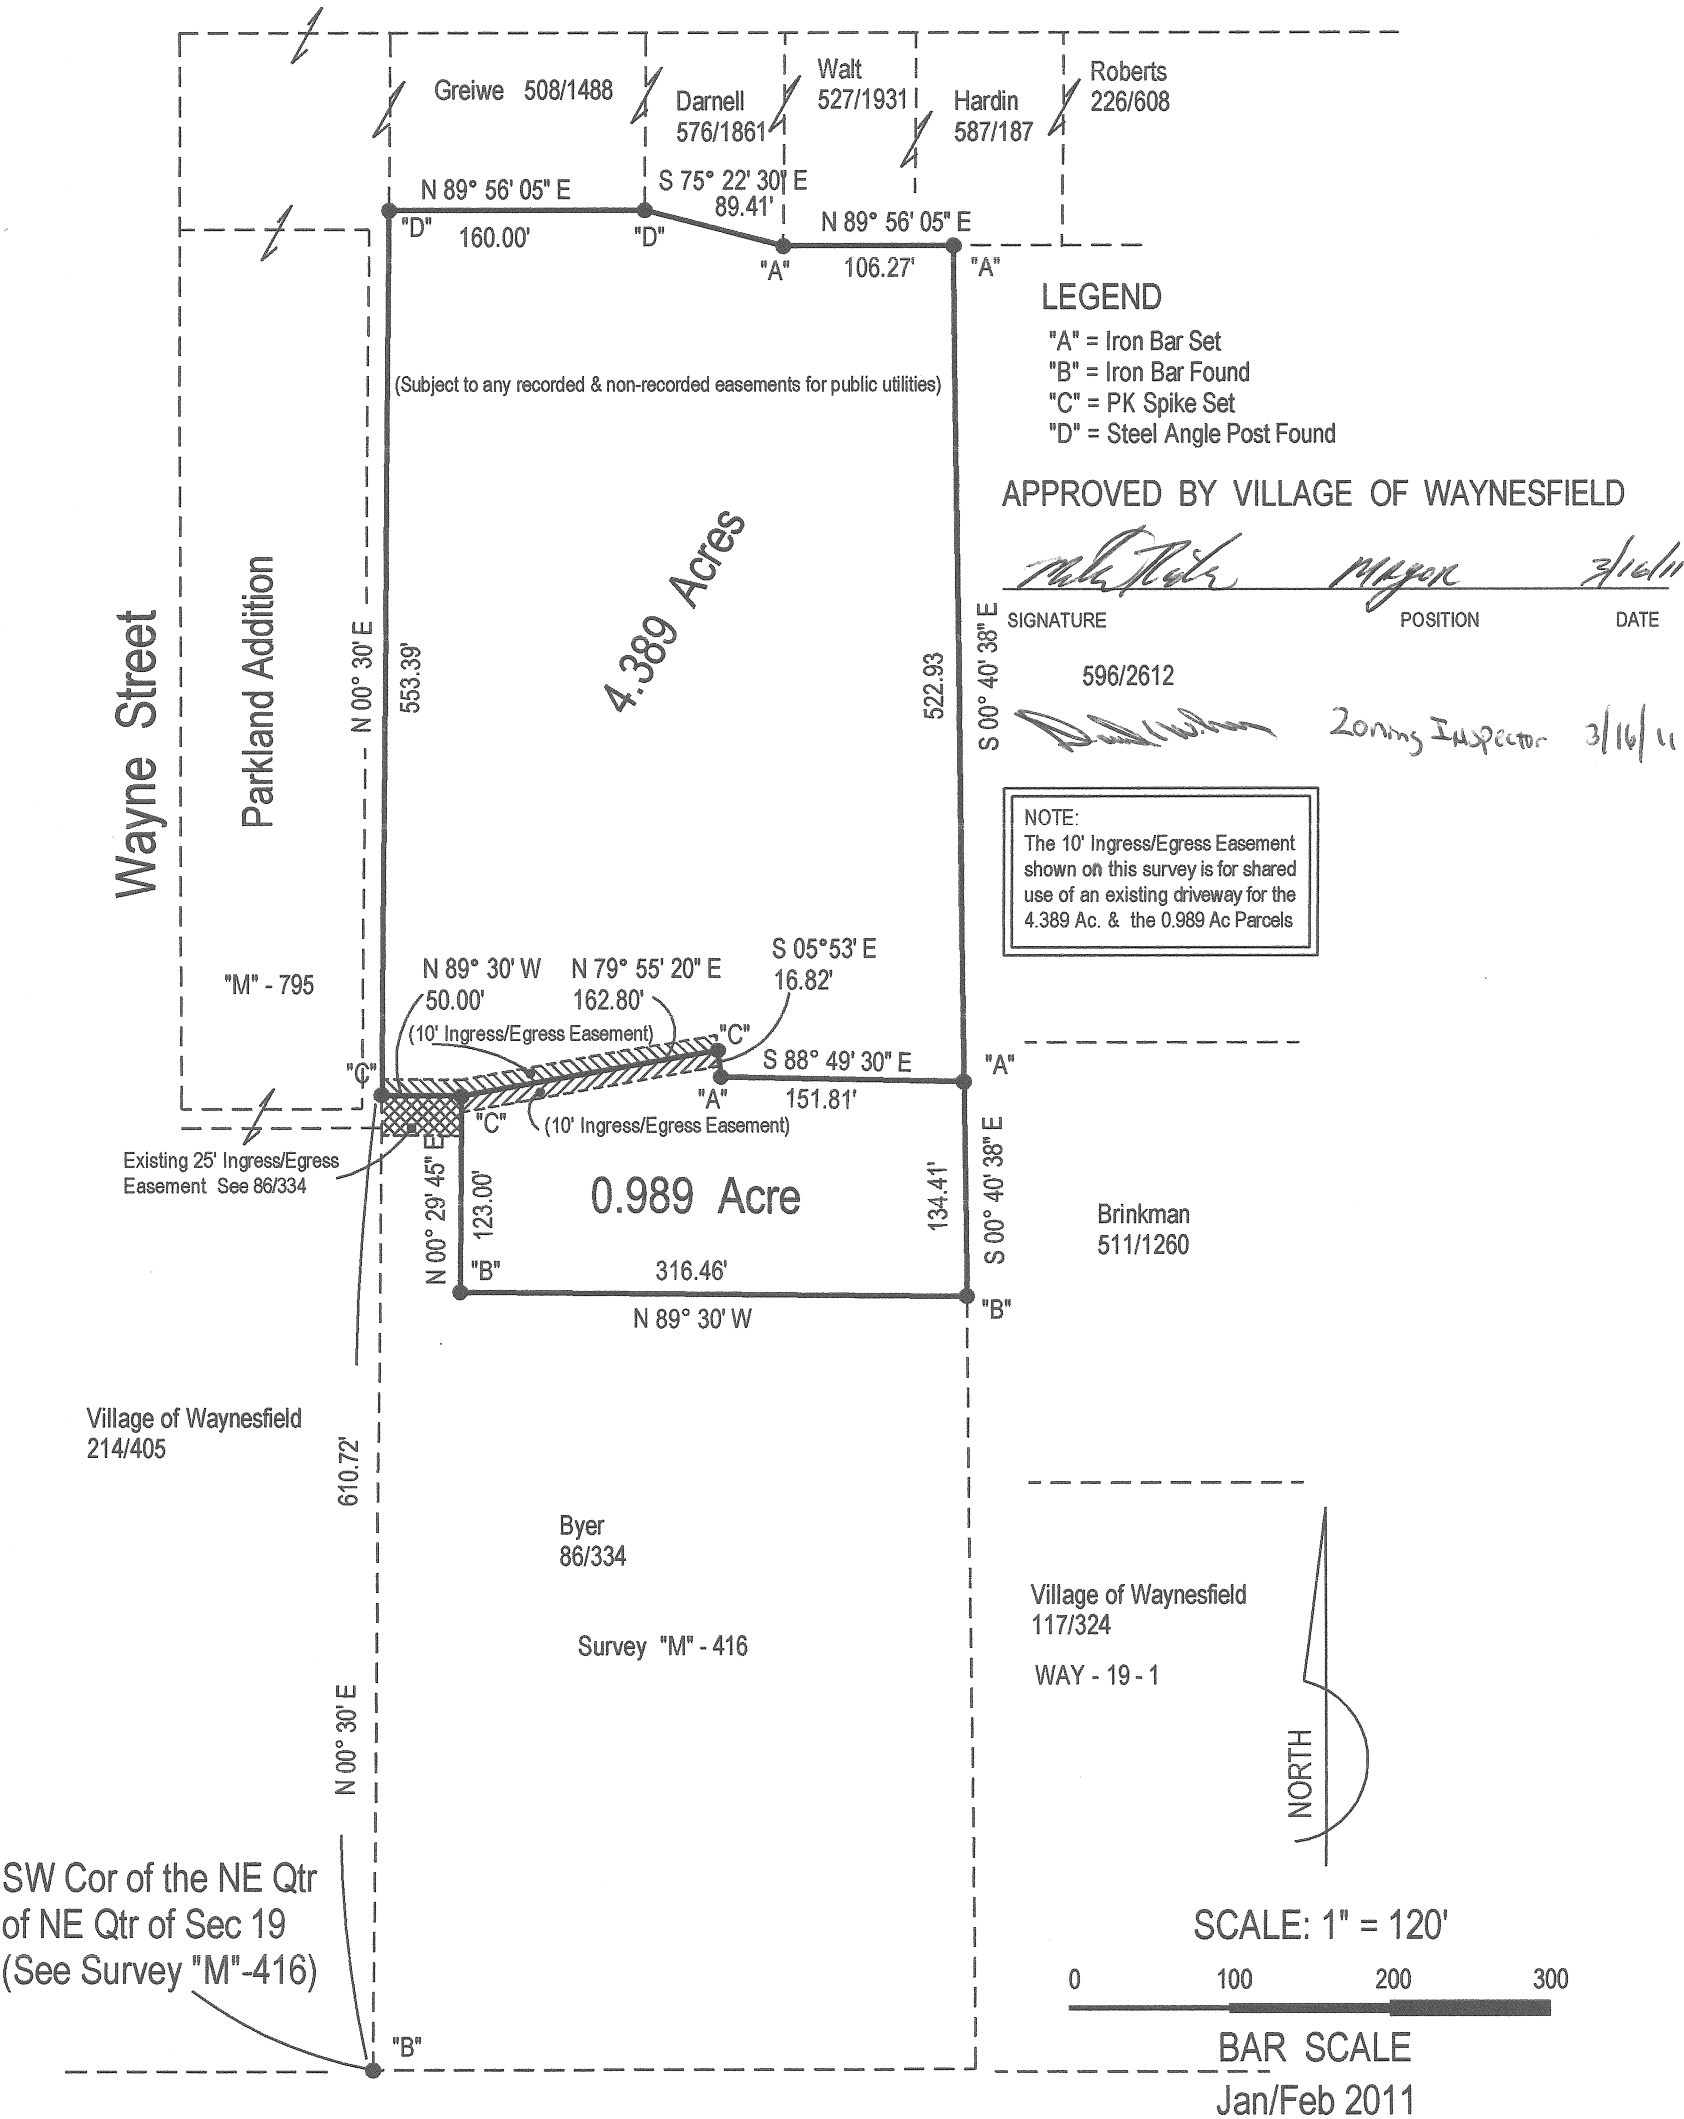 Greiwe 508/1488
Darnell
576/1861
Walt
527/1931
Hardin
587/187
Roberts
226/608
N 89° 56' 05" E
160.00'
"D"
"D"
S 75° 22' 30" E
89.41'
"A"
N 89° 56' 05" E
106.27'
"A"
LEGEND
"A" = Iron Bar Set
"B" = Iron Bar Found
"C" = PK Spike Set
"D" = Steel Angle Post Found
(Subject to any recorded & non-recorded easements for public utilities)
APPROVED BY VILLAGE OF WAYNESFIELD
Mayor
3/16/11
SIGNATURE
POSITION
DATE
596/2612
Zoning Inspector
3/16/11
NOTE:
The 10' Ingress/Egress Easement
shown on this survey is for shared
use of an existing driveway for the
4.389 Ac. & the 0.989 Ac Parcels
Wayne Street
Parkland Addition
"M" - 795
N 00° 30' E
553.39'
4.389 Acres
522.93
S 00° 40' 38" E
N 89° 30' W
50.00'
N 79° 55' 20" E
162.80'
S 05°53' E
16.82'
(10' Ingress/Egress Easement)
"C"
"C"
S 88° 49' 30" E
151.81'
"A"
"A"
"C"
(10' Ingress/Egress Easement)
Existing 25' Ingress/Egress
Easement See 86/334
N 00° 29' 45" E
123.00'
0.989 Acre
134.41'
S 00° 40' 38" E
"B"
316.46'
N 89° 30' W
"B"
Brinkman
511/1260
Village of Waynesfield
214/405
610.72'
N 00° 30' E
Byer
86/334
Survey "M" - 416
Village of Waynesfield
117/324
WAY - 19 - 1
NORTH
SW Cor of the NE Qtr
of NE Qtr of Sec 19
(See Survey "M"-416)
"B"
SCALE: 1" = 120'
0 100 200 300
BAR SCALE
Jan/Feb 2011